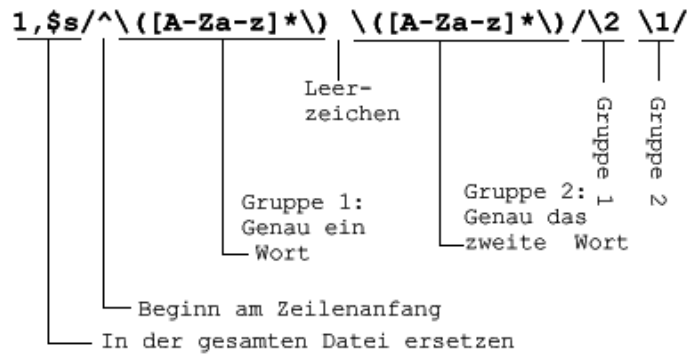 1,$s/^\([A-Za-z]*\) \([A-Za-z]*\)/\2 \1/
Leer-
zeichen
Gruppe 1
Gruppe 2
Gruppe 1:
Genau ein
Wort
Gruppe 2:
Genau das
zweite Wort
Beginn am Zeilenanfang
In der gesamten Datei ersetzen